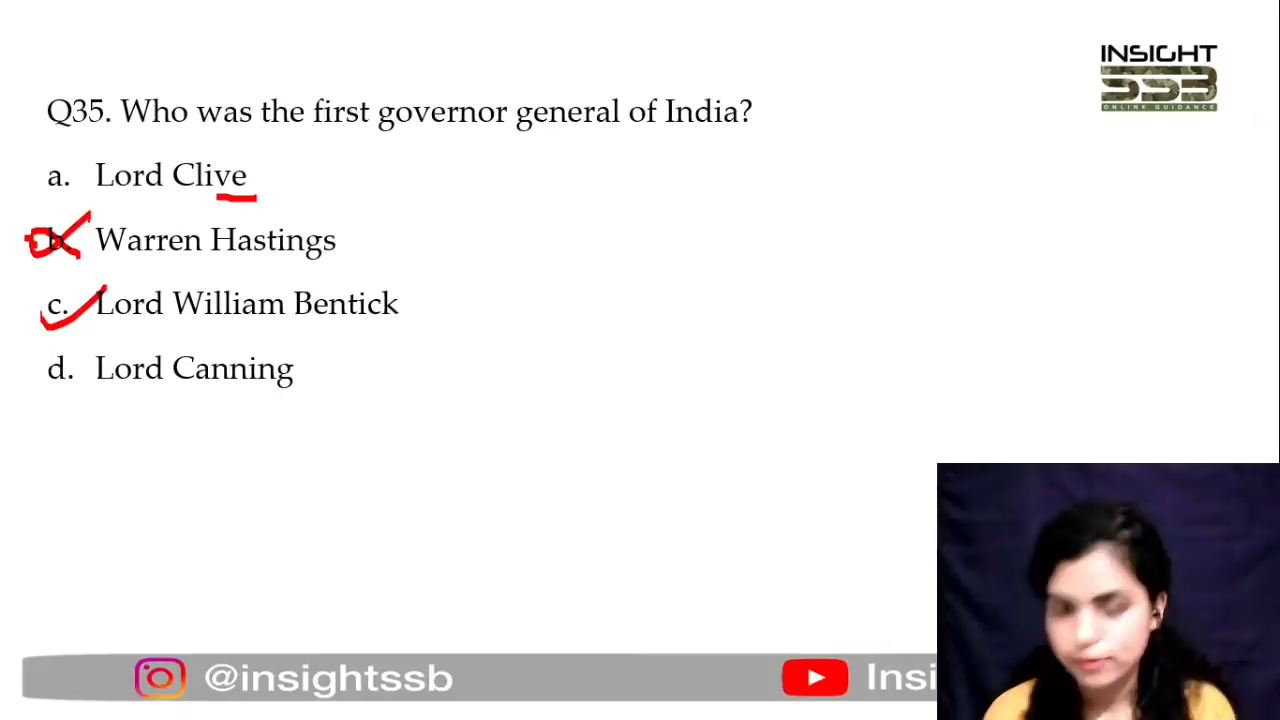 INSIGHT
SSB
ONLINE GUIDANCE
Q35. Who was the first governor general of India?
a. Lord Clive
b. Warren Hastings
c. Lord William Bentick
d. Lord Canning
@insightssb
Insi